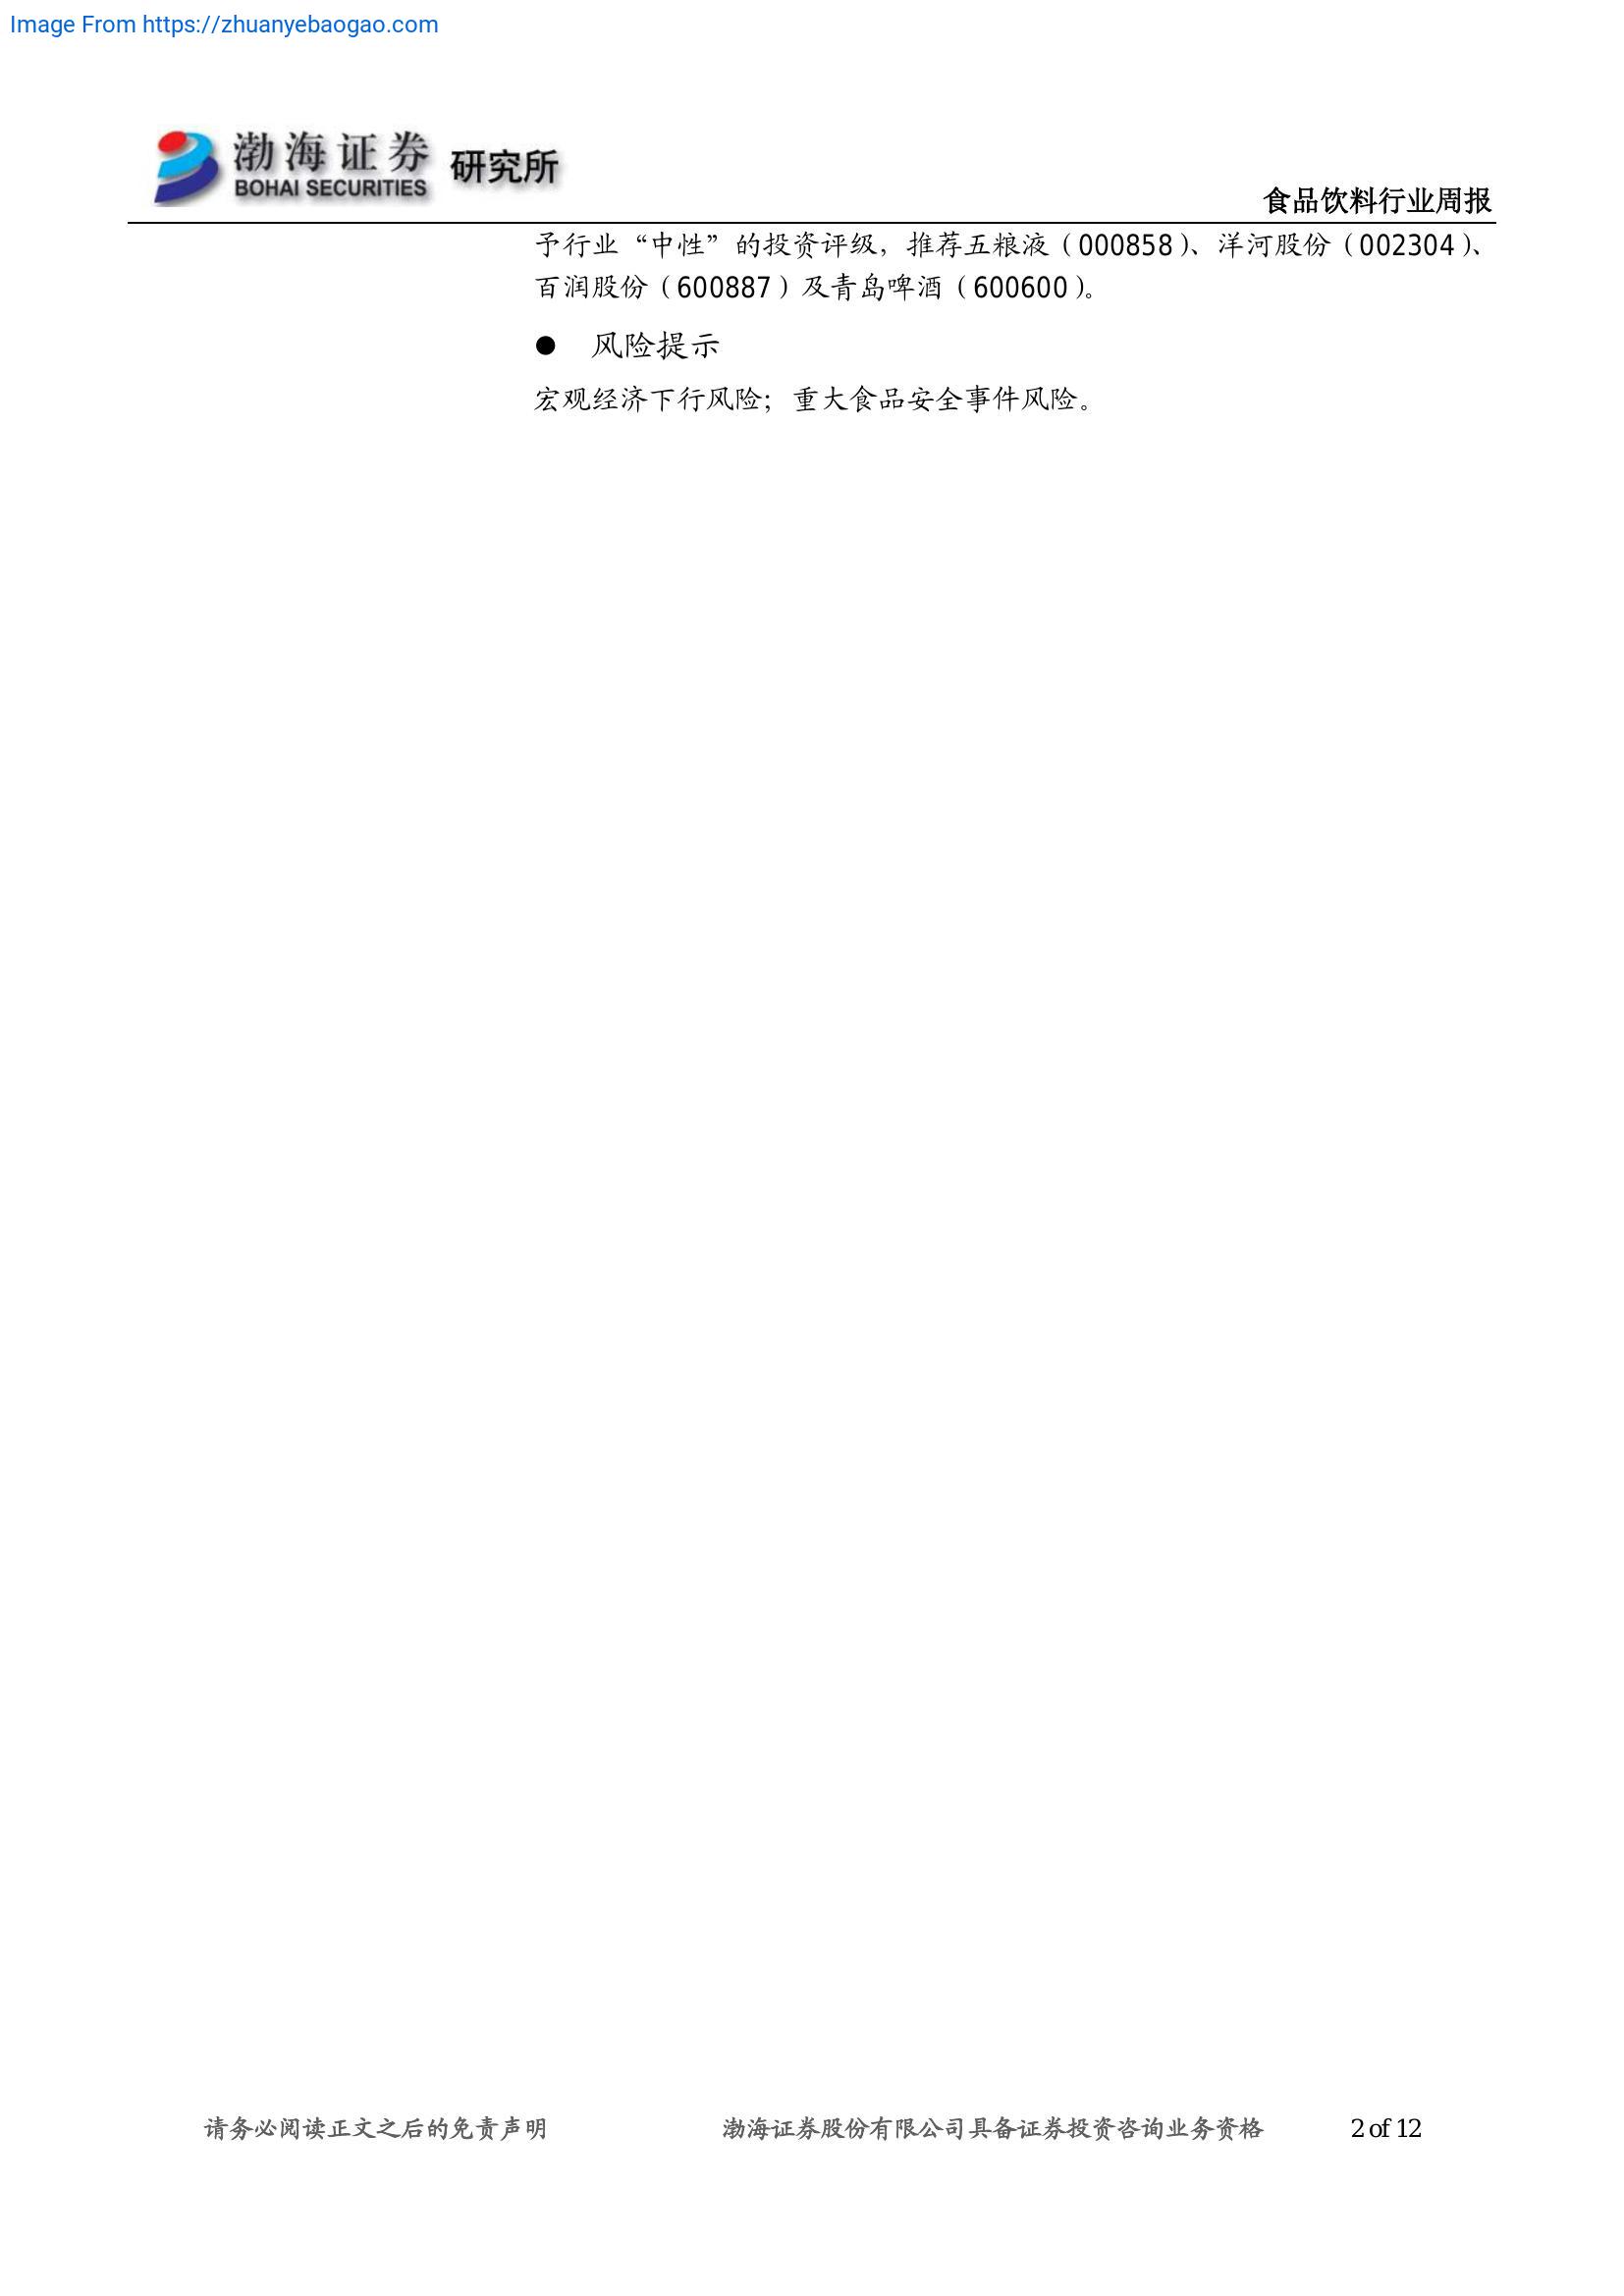 Image From https://zhuanyebaogao.com
渤海证券
BOHAI SECURITIES
研究所
食品饮料行业周报
予行业“中性”的投资评级，推荐五粮液（000858）、洋河股份（002304）、
百润股份（600887）及青岛啤酒（600600）。
● 风险提示
宏观经济下行风险；重大食品安全事件风险。
请务必阅读正文之后的免责声明 渤海证券股份有限公司具备证券投资咨询业务资格 2 of 12